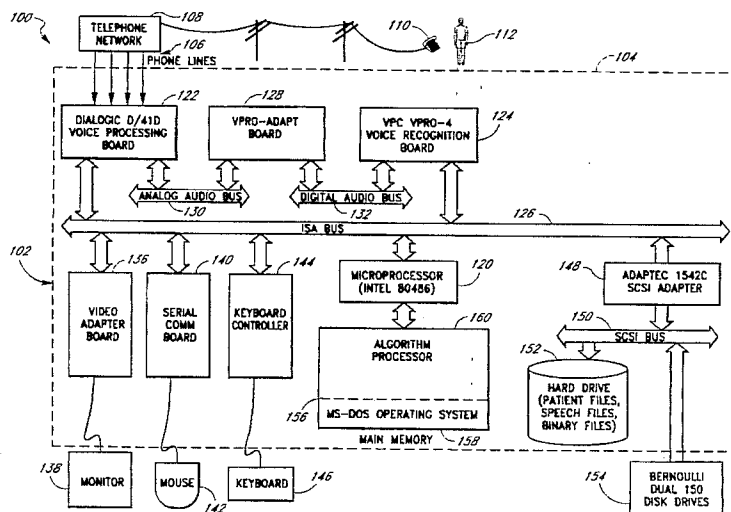 100
TELEPHONE
NETWORK
108
106
PHONE LINES
110
112
104
122
DIALOGIC D/41D
VOICE PROCESSING
BOARD
128
VPRO-ADAPT
BOARD
VPC VPRO-4
VOICE RECOGNITION
BOARD
124
ANALOG AUDIO BUS
130
DIGITAL AUDIO BUS
132
126
ISA BUS
102
136
VIDEO
ADAPTER
BOARD
140
SERIAL
COMM
BOARD
144
KEYBOARD
CONTROLLER
MICROPROCESSOR
(INTEL 80486)
120
148
ADAPTEC 1542C
SCSI ADAPTER
160
ALGORITHM
PROCESSOR
156
MS-DOS OPERATING SYSTEM
MAIN MEMORY
158
150
SCSI BUS
152
HARD DRIVE
(PATIENT FILES,
SPEECH FILES,
BINARY FILES)
138
MONITOR
MOUSE
142
KEYBOARD
146
154
BERNOULLI
DUAL 150
DISK DRIVES